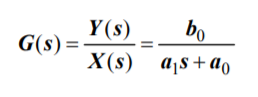 G(s) = Y(s)/X(s) = b₀/(a₁s + a₀)